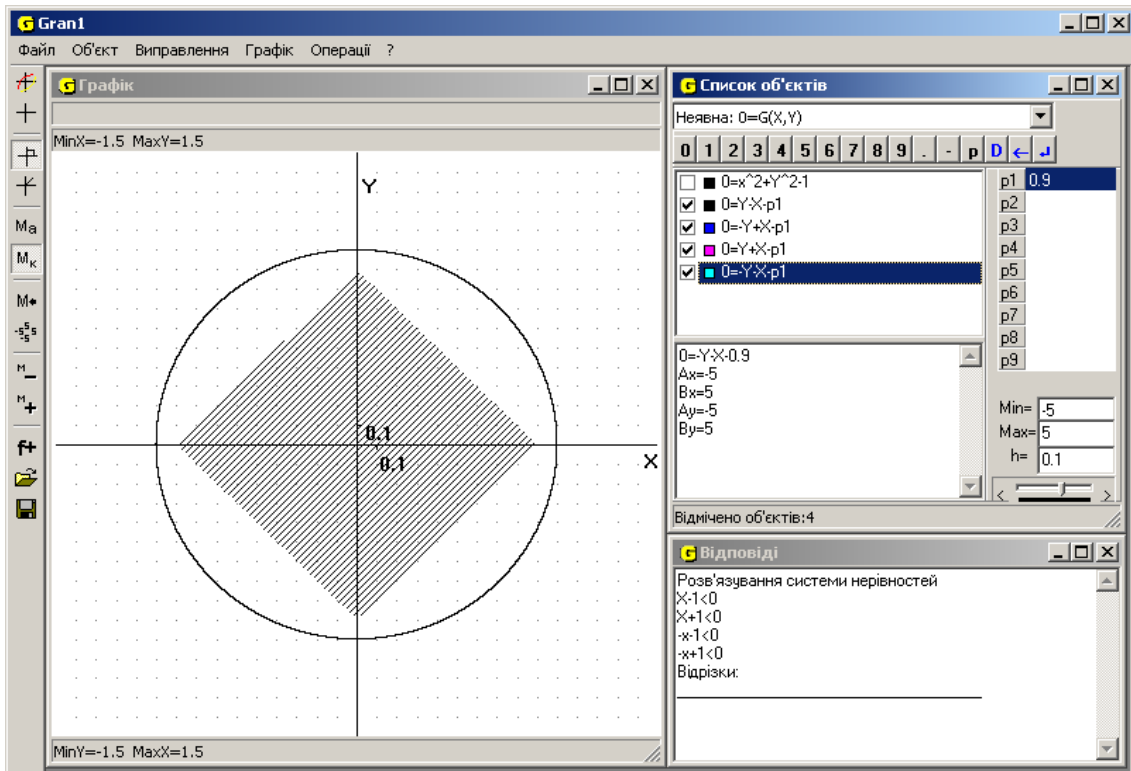 Gran1
Файл Об'єкт Виправлення Графік Операції ?
Графік
MinX=-1.5 MaxY=1.5
Y
0.1
0.1
X
MinY=-1.5 MaxX=1.5
Ma
Мк
М
-s s s s
M
M
f+
Список об'єктів
Неявна: 0=G(X,Y)
0 1 2 3 4 5 6 7 8 9 . - p D ← ↲
0=x^2+Y^2-1
0=Y-X-p1
0=-Y+X-p1
0=Y+X-p1
0=-Y-X-p1
p1 0.9
p2
p3
p4
p5
p6
p7
p8
p9
0=-Y-X-0.9
Ax=-5
Bx=5
Ay=-5
By=5
Min= -5
Max= 5
h= 0.1
< >
Відмічено об'єктів:4
Відповіді
Розв'язування системи нерівностей
X-1<0
X+1<0
-x-1<0
-x+1<0
Відрізки: